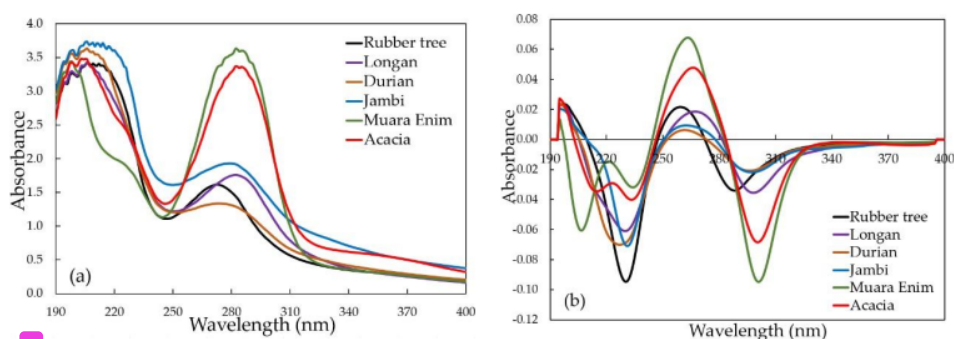 4.0
3.5
3.0
2.5
2.0
1.5
1.0
0.5
0.0
Absorbance
Rubber tree
Longan
Durian
Jambi
Muara Enim
Acacia
(a)
190 220 250 280 310 340 370 400
Wavelength (nm)
0.08
0.06
0.04
0.02
0.00
-0.02
-0.04
-0.06
-0.08
-0.10
-0.12
Absorbance
190 220 250 280 310 340 370 400
Rubber tree
Longan
Durian
Jambi
Muara Enim
Acacia
(b)
Wavelength (nm)